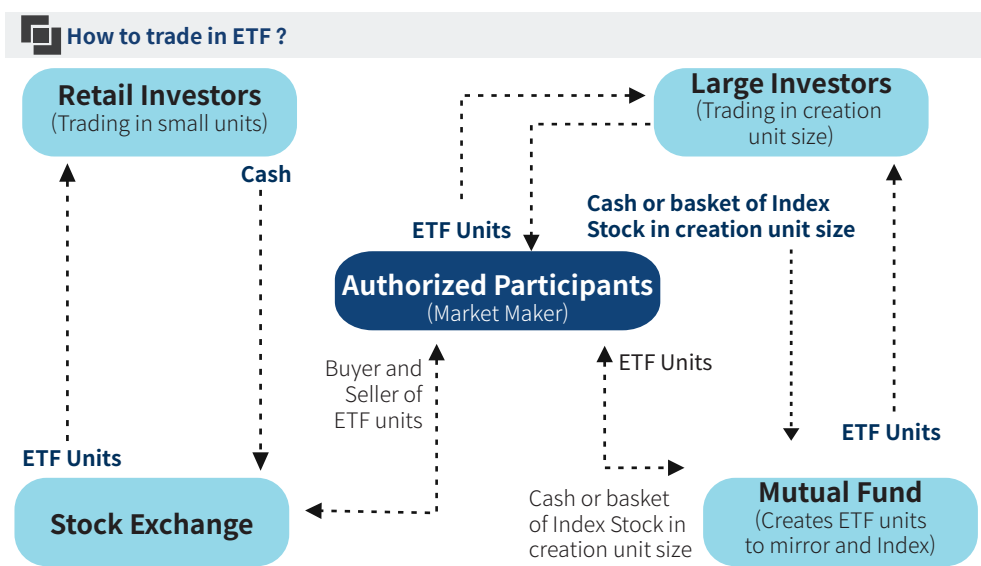 How to trade in ETF ?
Retail Investors
(Trading in small units)
Large Investors
(Trading in creation
unit size)
Cash
ETF Units
Cash or basket of Index
Stock in creation unit size
Authorized Participants
(Market Maker)
Buyer and
Seller of
ETF units
ETF Units
ETF Units
ETF Units
Stock Exchange
Cash or basket
of Index Stock in
creation unit size
Mutual Fund
(Creates ETF units
to mirror and Index)